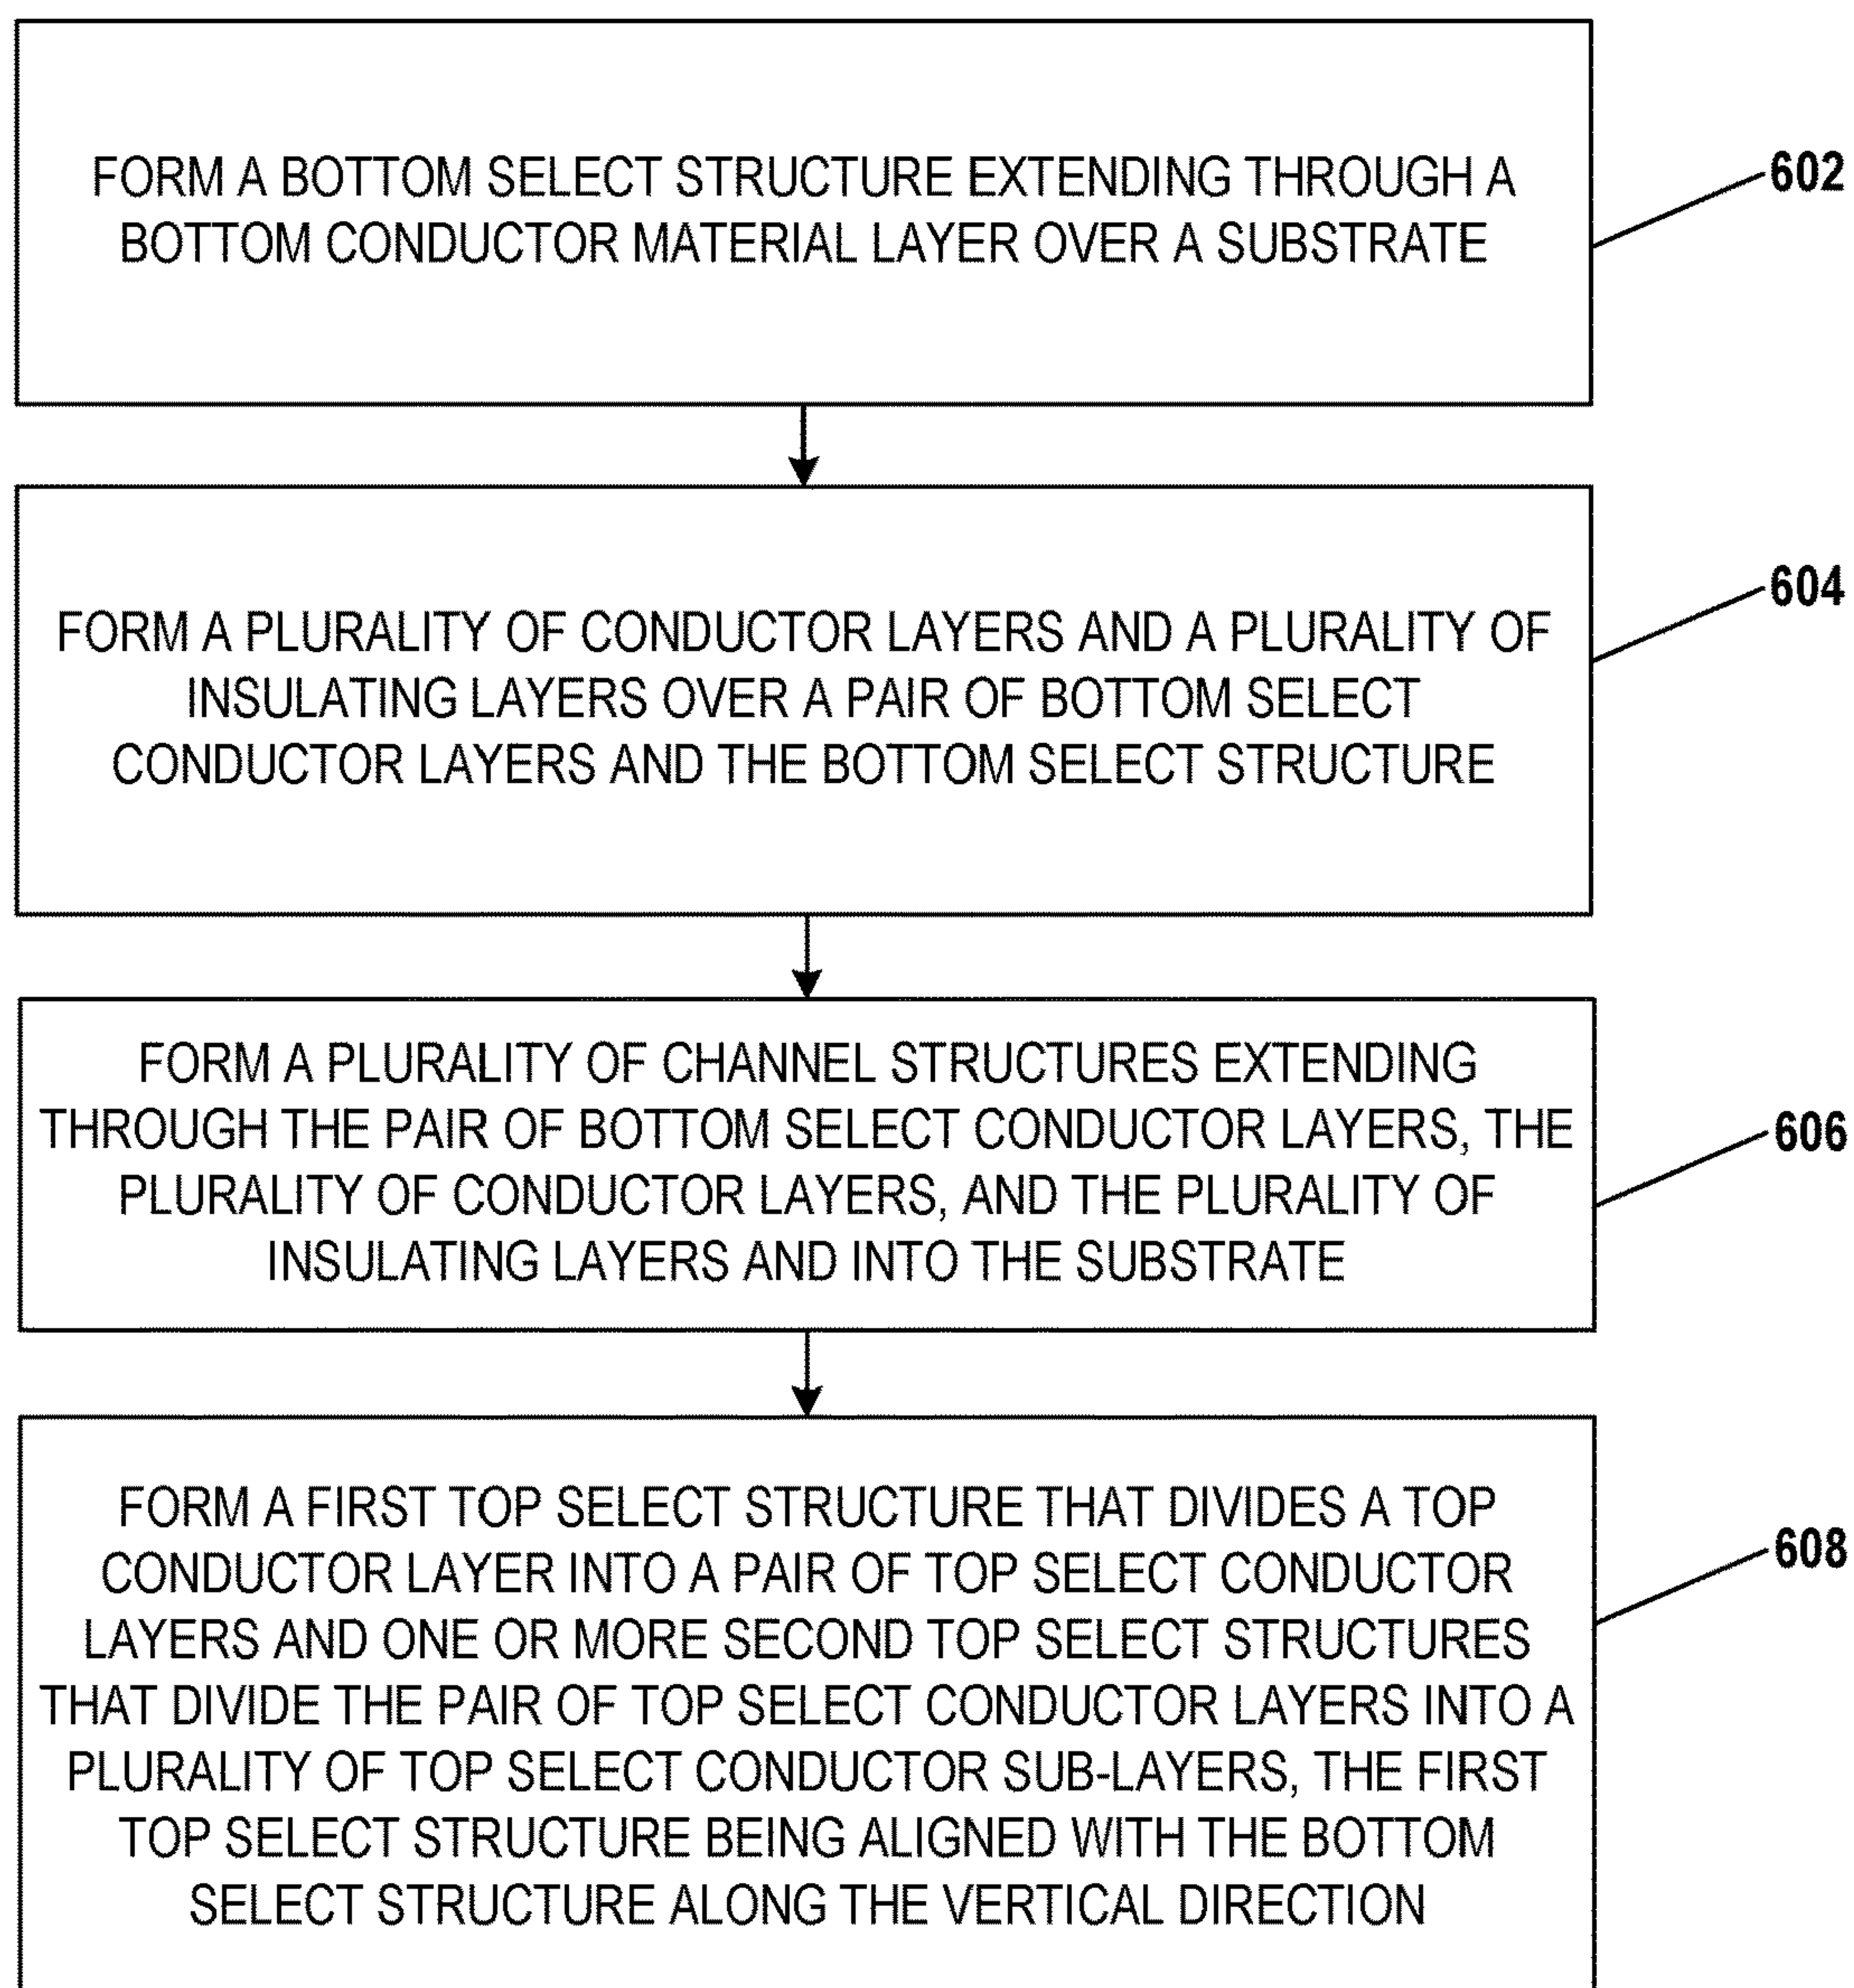 FORM A BOTTOM SELECT STRUCTURE EXTENDING THROUGH A
BOTTOM CONDUCTOR MATERIAL LAYER OVER A SUBSTRATE
602
FORM A PLURALITY OF CONDUCTOR LAYERS AND A PLURALITY OF
INSULATING LAYERS OVER A PAIR OF BOTTOM SELECT
CONDUCTOR LAYERS AND THE BOTTOM SELECT STRUCTURE
604
FORM A PLURALITY OF CHANNEL STRUCTURES EXTENDING
THROUGH THE PAIR OF BOTTOM SELECT CONDUCTOR LAYERS, THE
PLURALITY OF CONDUCTOR LAYERS, AND THE PLURALITY OF
INSULATING LAYERS AND INTO THE SUBSTRATE
606
FORM A FIRST TOP SELECT STRUCTURE THAT DIVIDES A TOP
CONDUCTOR LAYER INTO A PAIR OF TOP SELECT CONDUCTOR
LAYERS AND ONE OR MORE SECOND TOP SELECT STRUCTURES
THAT DIVIDE THE PAIR OF TOP SELECT CONDUCTOR LAYERS INTO A
PLURALITY OF TOP SELECT CONDUCTOR SUB-LAYERS, THE FIRST
TOP SELECT STRUCTURE BEING ALIGNED WITH THE BOTTOM
SELECT STRUCTURE ALONG THE VERTICAL DIRECTION
608